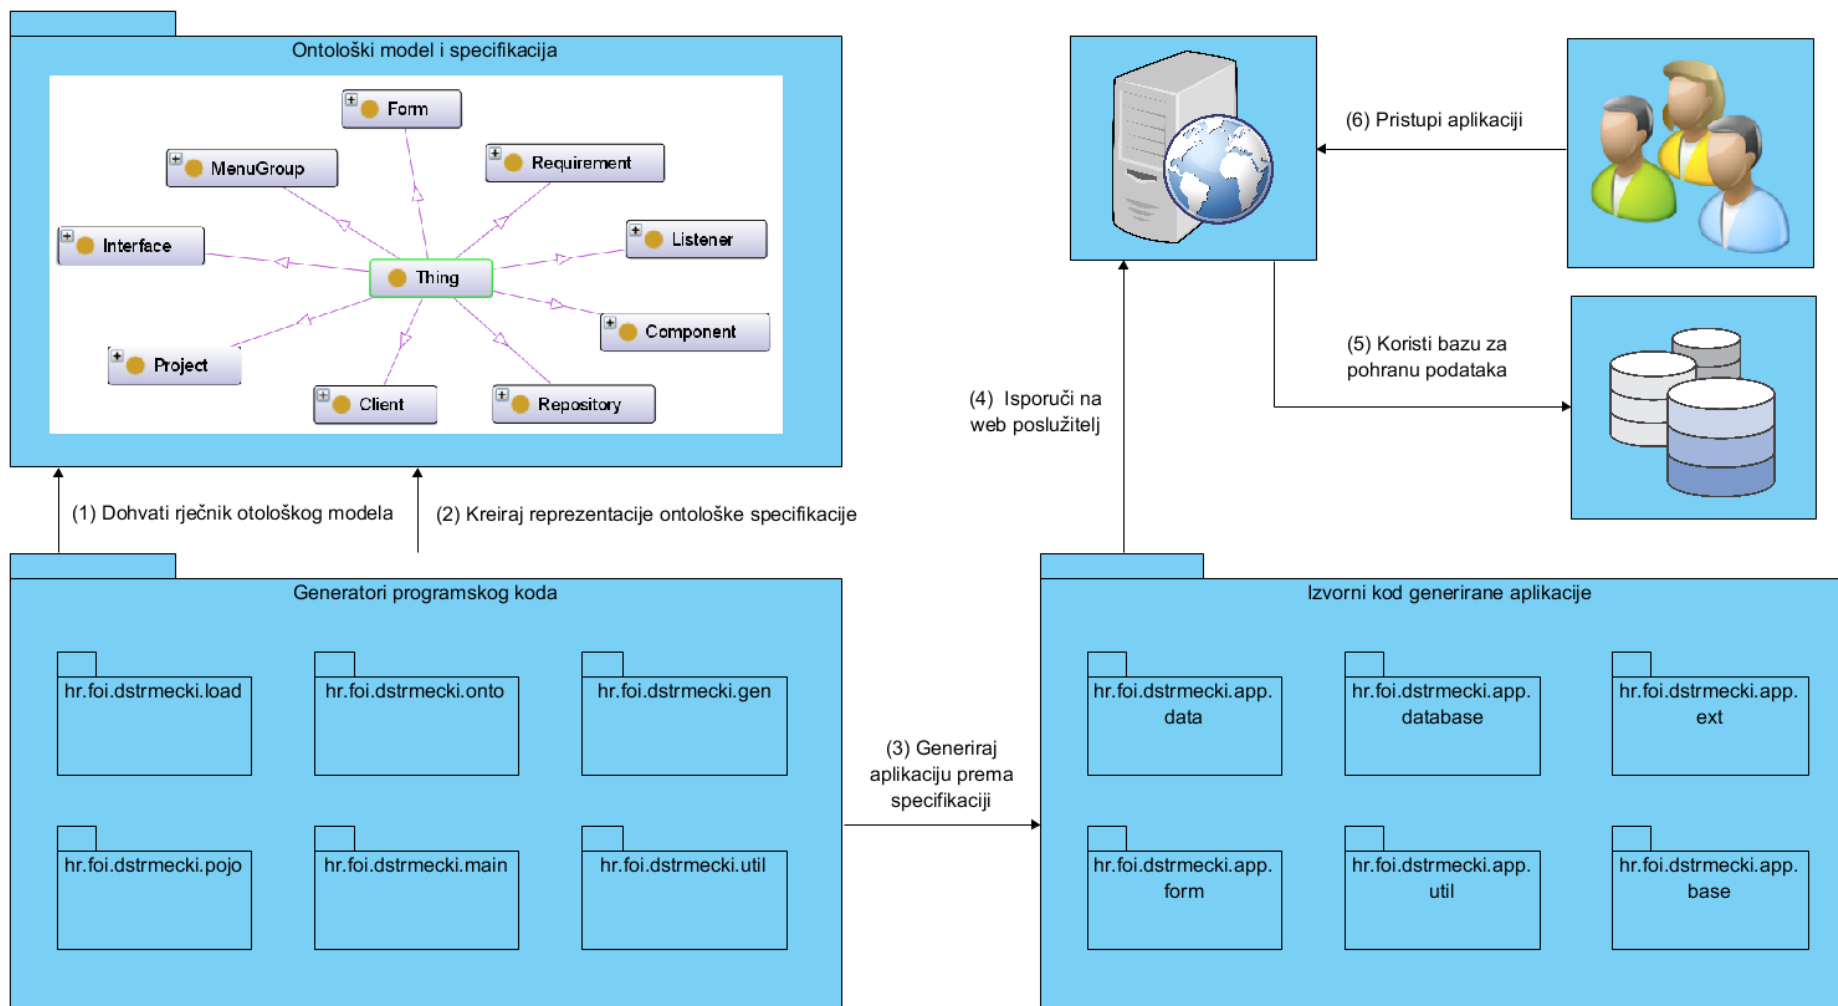 Ontološki model i specifikacija
Form
MenuGroup
Requirement
Interface
Listener
Thing
Component
Project
Client
Repository
(1) Dohvati rječnik otološkog modela
(2) Kreiraj reprezentacije ontološke specifikacije
Generatori programskog koda
hr.foi.dstrmecki.load
hr.foi.dstrmecki.onto
hr.foi.dstrmecki.gen
hr.foi.dstrmecki.pojo
hr.foi.dstrmecki.main
hr.foi.dstrmecki.util
(3) Generiraj
aplikaciju prema
specifikaciji
Izvorni kod generirane aplikacije
hr.foi.dstrmecki.app.
data
hr.foi.dstrmecki.app.
database
hr.foi.dstrmecki.app.
ext
hr.foi.dstrmecki.app.
form
hr.foi.dstrmecki.app.
util
hr.foi.dstrmecki.app.
base
(4) Isporuči na
web poslužitelj
(5) Koristi bazu za
pohranu podataka
(6) Pristupi aplikaciji